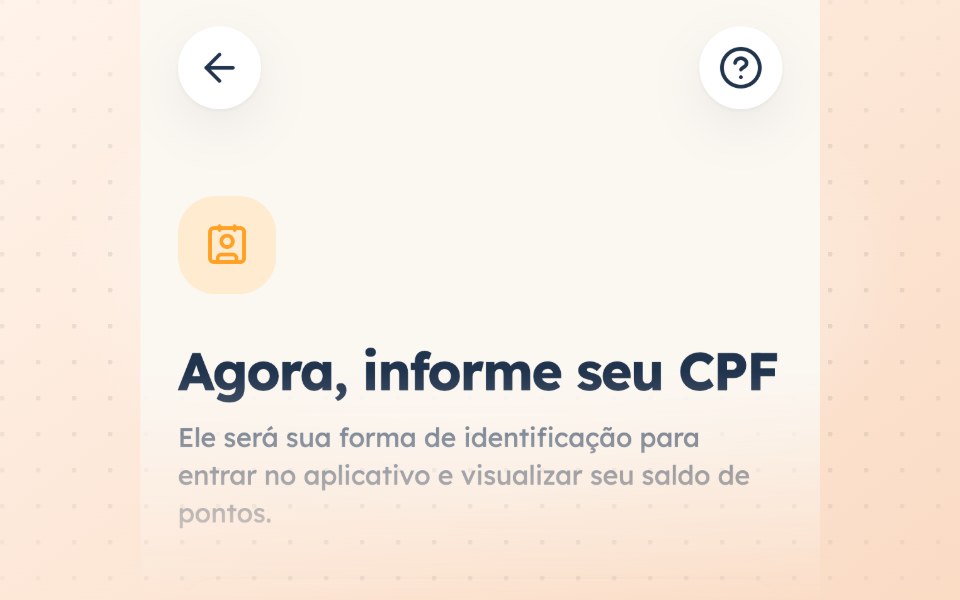 Agora, informe seu CPF
Ele será sua forma de identificação para
entrar no aplicativo e visualizar seu saldo de
pontos.